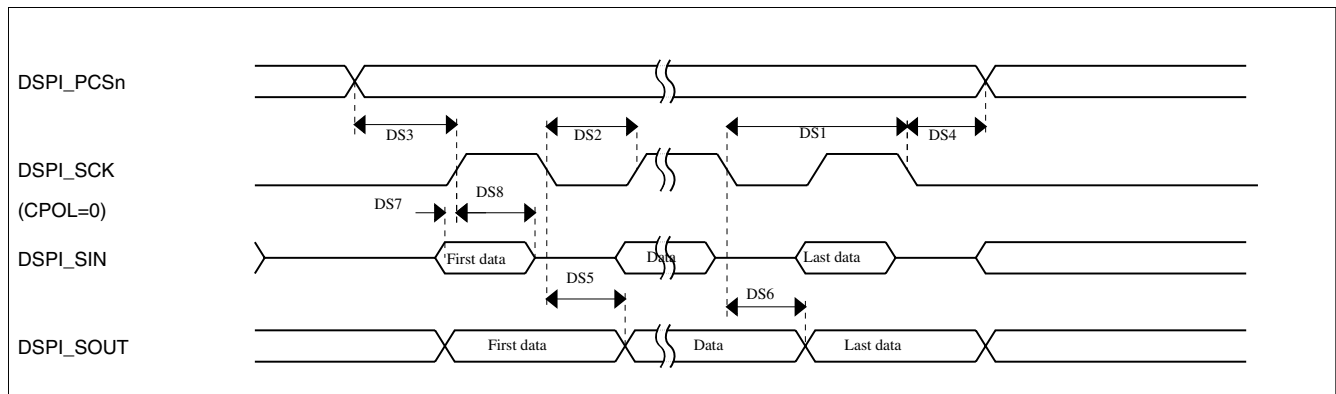 DSPI_PCSn
DS3
DS2
DS1
DS4
DSPI_SCK
DS7
DS8
(CPOL=0)
DSPI_SIN
First data
Data
Last data
DS5
DS6
DSPI_SOUT
First data
Data
Last data